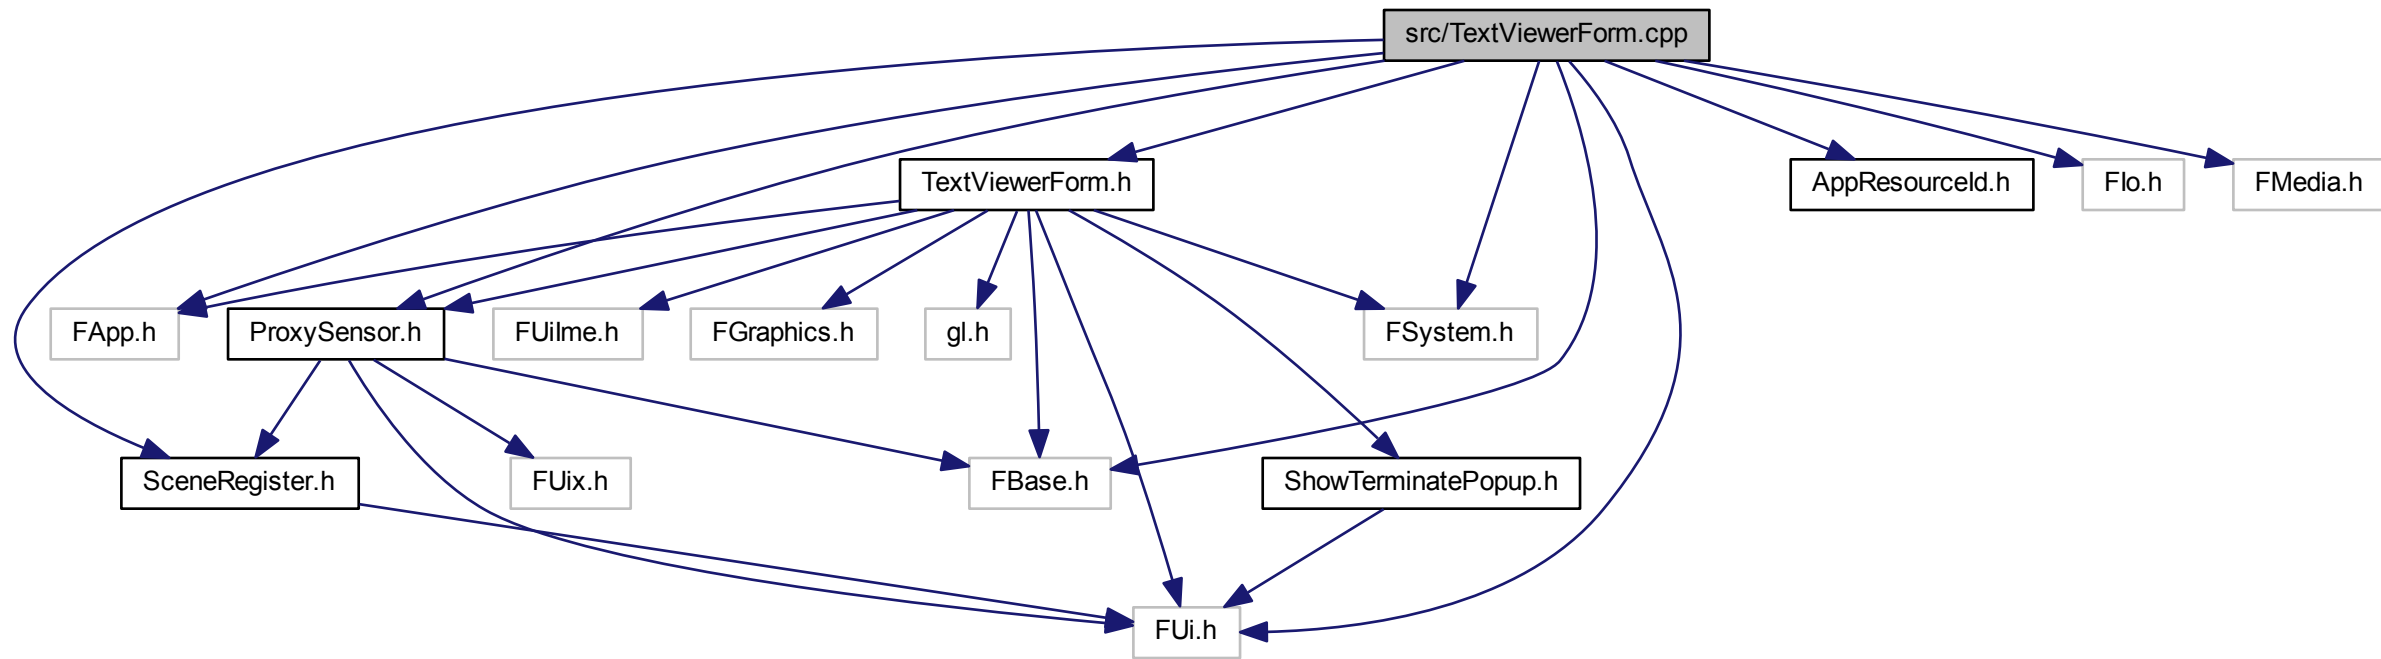 src/TextViewerForm.cpp
TextViewerForm.h
AppResourceId.h
FIo.h
FMedia.h
FApp.h
ProxySensor.h
FUiIme.h
FGraphics.h
gl.h
FSystem.h
SceneRegister.h
FUix.h
FBase.h
ShowTerminatePopup.h
FUi.h